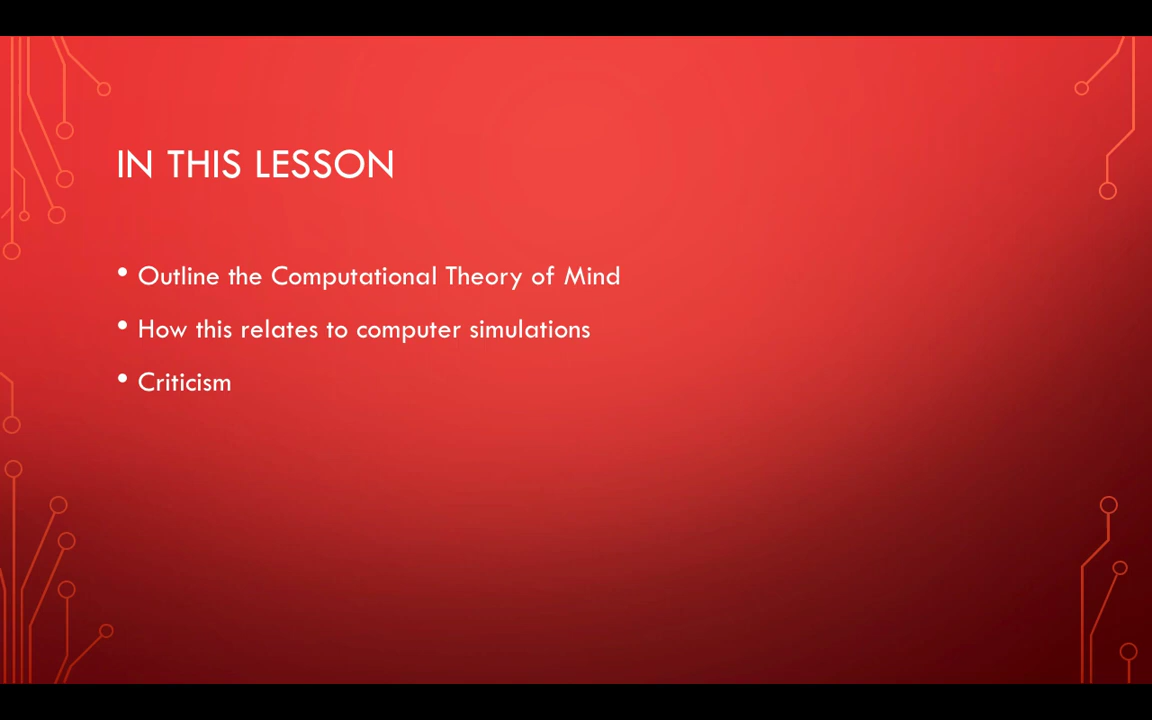 IN THIS LESSON
• Outline the Computational Theory of Mind
• How this relates to computer simulations
• Criticism